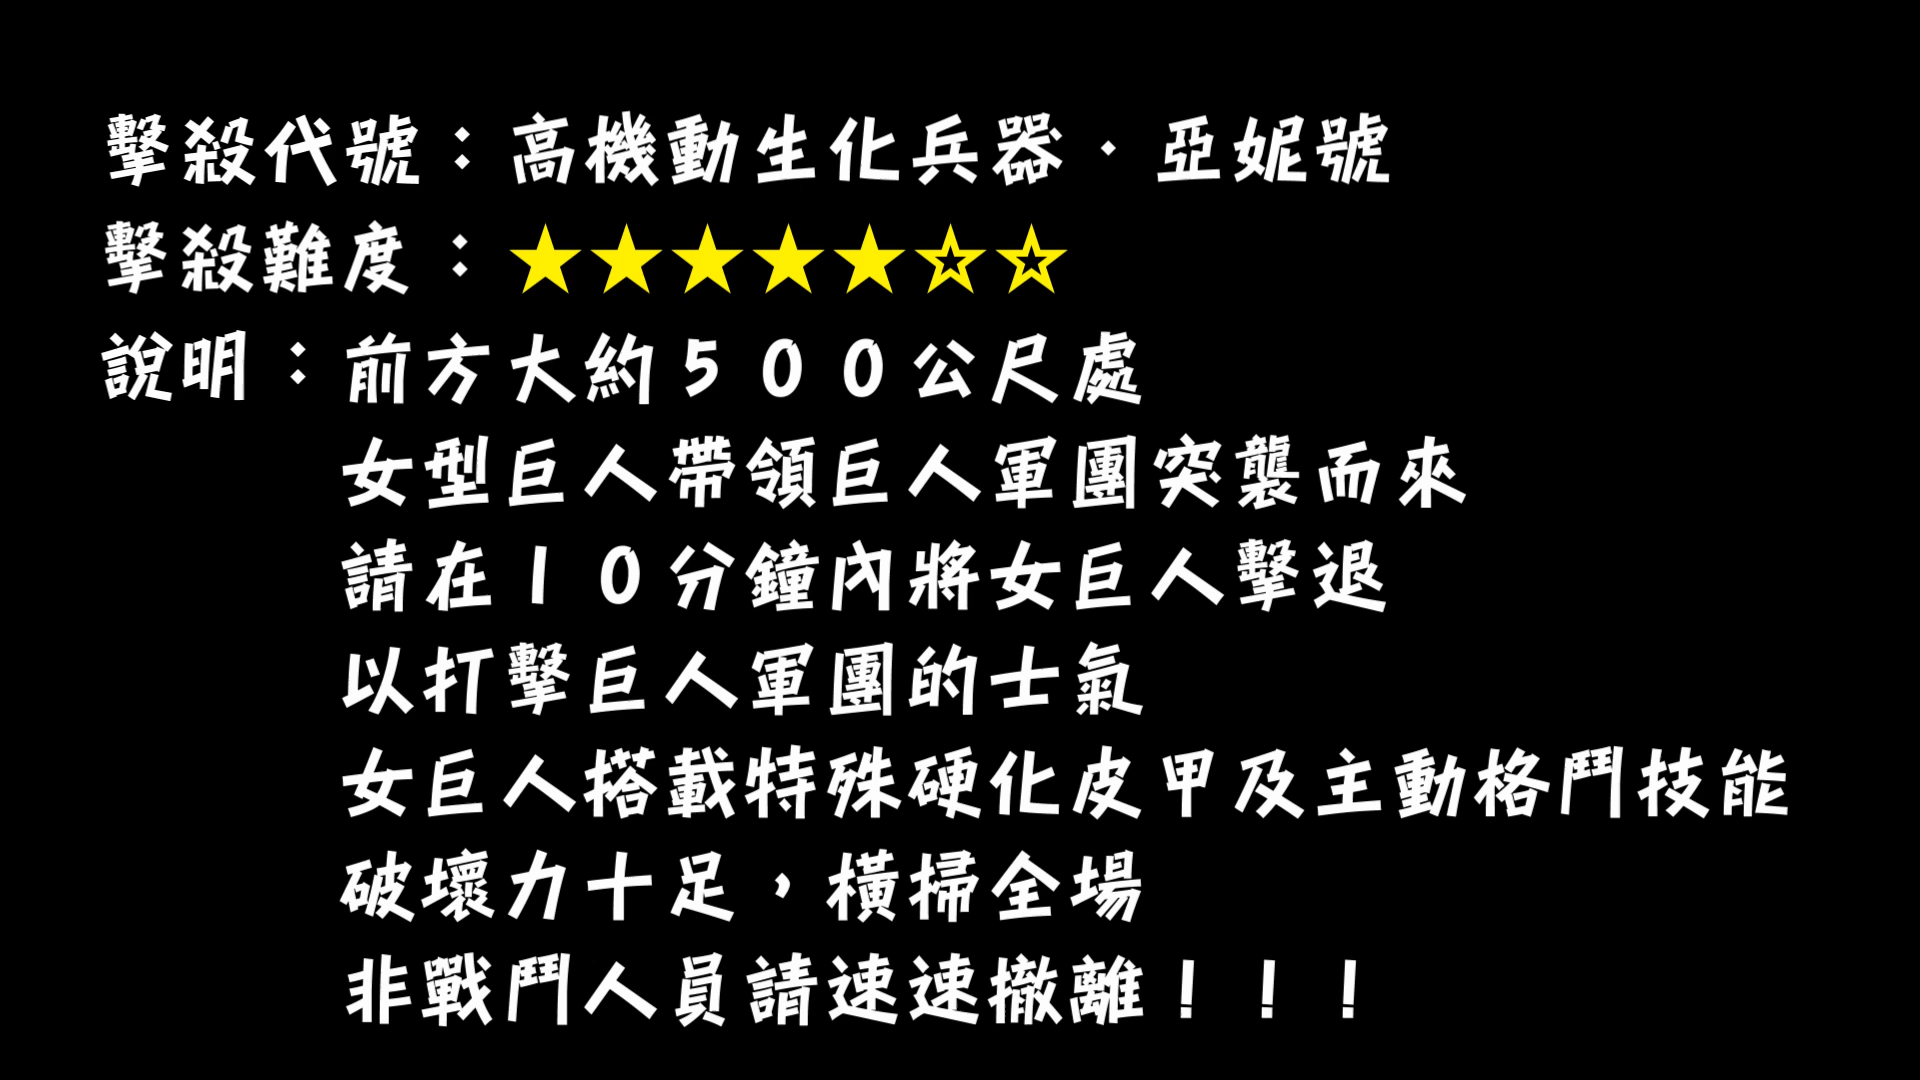 擊殺代號：高機動生化兵器．亞妮號
擊殺難度：★★★★★☆☆
說明：前方大約５００公尺處
女型巨人帶領巨人軍團突襲而來
請在１０分鐘內將女巨人擊退
以打擊巨人軍團的士氣
女巨人搭載特殊硬化皮甲及主動格鬥技能
破壞力十足，橫掃全場
非戰鬥人員請速速撤離！！！